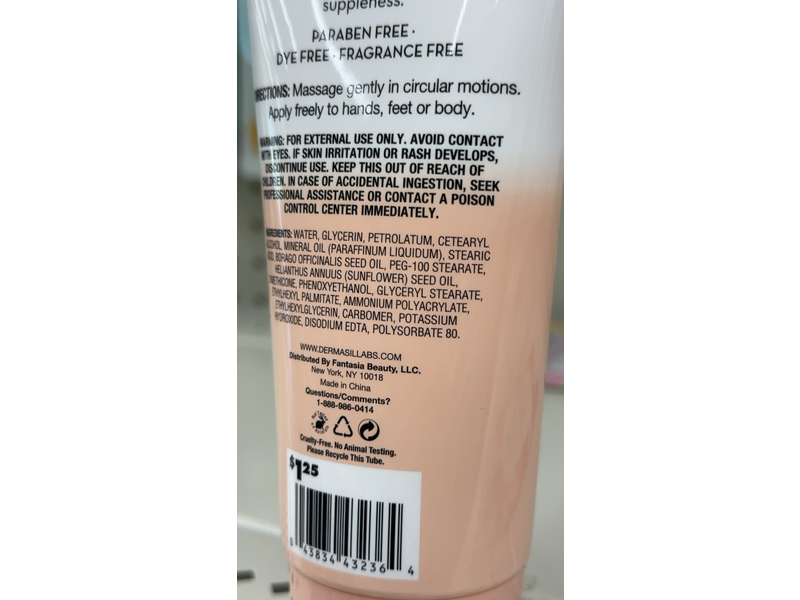 suppleness.
PARABEN FREE ·
DYE FREE · FRAGRANCE FREE
DIRECTIONS: Massage gently in circular motions.
Apply freely to hands, feet or body.
WARNING: FOR EXTERNAL USE ONLY. AVOID CONTACT
WITH EYES. IF SKIN IRRITATION OR RASH DEVELOPS,
DISCONTINUE USE. KEEP THIS OUT OF REACH OF
CHILDREN. IN CASE OF ACCIDENTAL INGESTION, SEEK
PROFESSIONAL ASSISTANCE OR CONTACT A POISON
CONTROL CENTER IMMEDIATELY.
INGREDIENTS: WATER, GLYCERIN, PETROLATUM, CETEARYL
ALCOHOL, MINERAL OIL (PARAFFINUM LIQUIDUM), STEARIC
ACID, BORAGO OFFICINALIS SEED OIL, PEG-100 STEARATE,
HELIANTHUS ANNUUS (SUNFLOWER) SEED OIL,
DIMETHICONE, PHENOXYETHANOL, GLYCERYL STEARATE,
ETHYLHEXYL PALMITATE, AMMONIUM POLYACRYLATE,
ETHYLHEXYLGLYCERIN, CARBOMER, POTASSIUM
HYDROXIDE, DISODIUM EDTA, POLYSORBATE 80.
WWW.DERMASILLABS.COM
Distributed By Fantasia Beauty, LLC.
New York, NY 10018
Made in China
Questions/Comments?
1-888-986-0414
Cruelty-Free. No Animal Testing.
Please Recycle This Tube.
$1.25
6 43834 43236 4